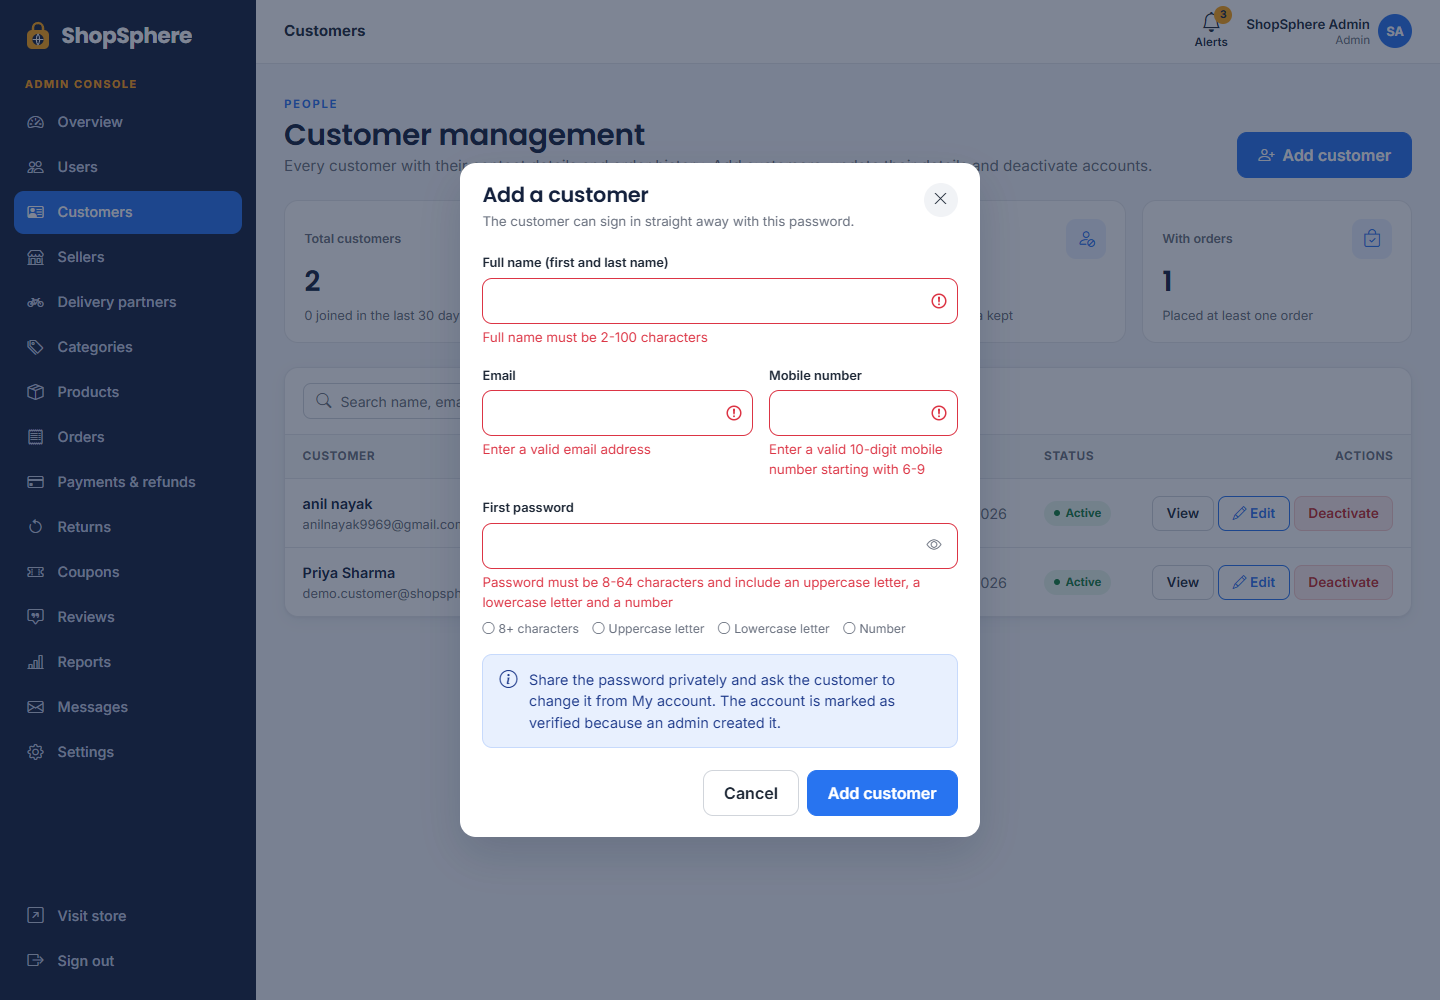 ShopSphere
ADMIN CONSOLE
Overview
Users
Customers
Sellers
Delivery partners
Categories
Products
Orders
Payments & refunds
Returns
Coupons
Reviews
Reports
Messages
Settings
Visit store
Sign out
Customers
3
Alerts
ShopSphere Admin
Admin
SA
PEOPLE
Customer management
Every customer with their
and deactivate accounts.
Add customer
Total customers
2
0 joined in the last 30 day
kept
With orders
1
Placed at least one order
Search name, ema
CUSTOMER
STATUS
ACTIONS
anil nayak
anilnayak9969@gmail.cor
026
Active
View
Edit
Deactivate
Priya Sharma
demo.customer@shopsph
026
Active
View
Edit
Deactivate
Add a customer
The customer can sign in straight away with this password.
Full name (first and last name)
Full name must be 2-100 characters
Email
Mobile number
Enter a valid email address
Enter a valid 10-digit mobile
number starting with 6-9
First password
Password must be 8-64 characters and include an uppercase letter, a
lowercase letter and a number
8+ characters
Uppercase letter
Lowercase letter
Number
Share the password privately and ask the customer to
change it from My account. The account is marked as
verified because an admin created it.
Cancel
Add customer